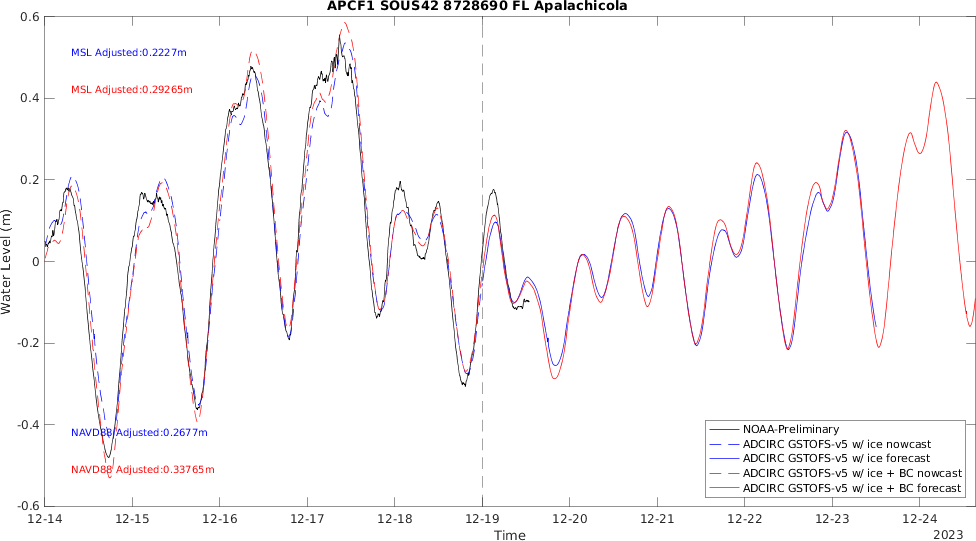 APCF1 SOUS42 8728690 FL Apalachicola
0.6
0.4
0.2
0
-0.2
-0.4
-0.6
Water Level (m)
MSL Adjusted:0.2227m
MSL Adjusted:0.29265m
NAVD88 Adjusted:0.2677m
NAVD88 Adjusted:0.33765m
NOAA-Preliminary
ADCIRC GSTOFS-v5 w/ ice nowcast
ADCIRC GSTOFS-v5 w/ ice forecast
ADCIRC GSTOFS-v5 w/ ice + BC nowcast
ADCIRC GSTOFS-v5 w/ ice + BC forecast
12-14 12-15 12-16 12-17 12-18 12-19 12-20 12-21 12-22 12-23 12-24
Time
2023